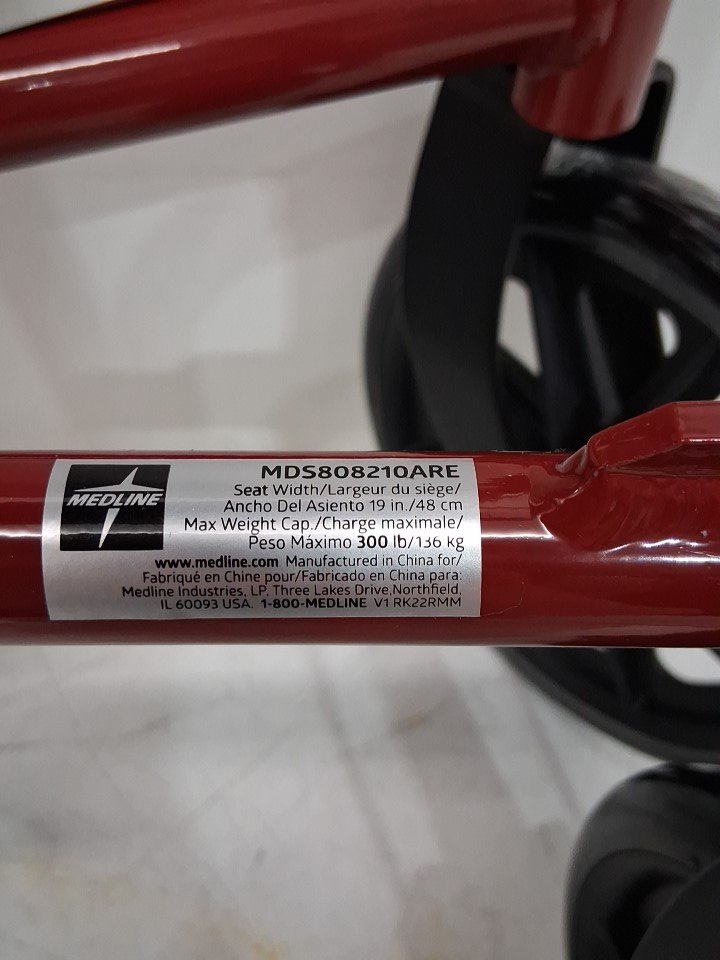 MEDLINE
MDS808210ARE
Seat Width/Largeur du siège/
Ancho Del Asiento 19 in./48 cm
Max Weight Cap./Charge maximale/
Peso Máximo 300 lb/136 kg
www.medline.com Manufactured in China for/
Fabriqué en Chine pour/Fabricado en China para:
Medline Industries, LP, Three Lakes Drive,Northfield,
IL 60093 USA. 1-800-MEDLINE V1 RK22RMM